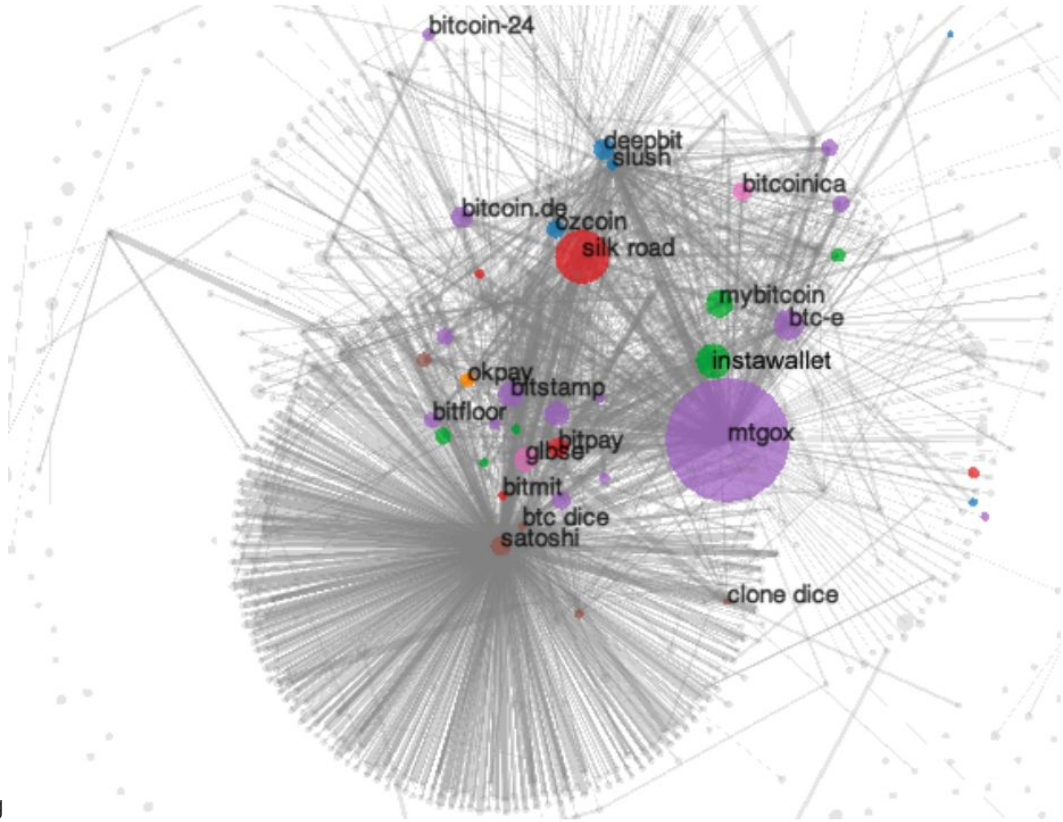 bitcoin-24
deepbit
slush
bitcoinica
bitcoin.de
ozcoin
silk road
mybitcoin
btc-e
instawallet
okpay
bitstamp
bitfloor
mtgox
bitpay
glbse
bitmit
btc dice
satoshi
clone dice